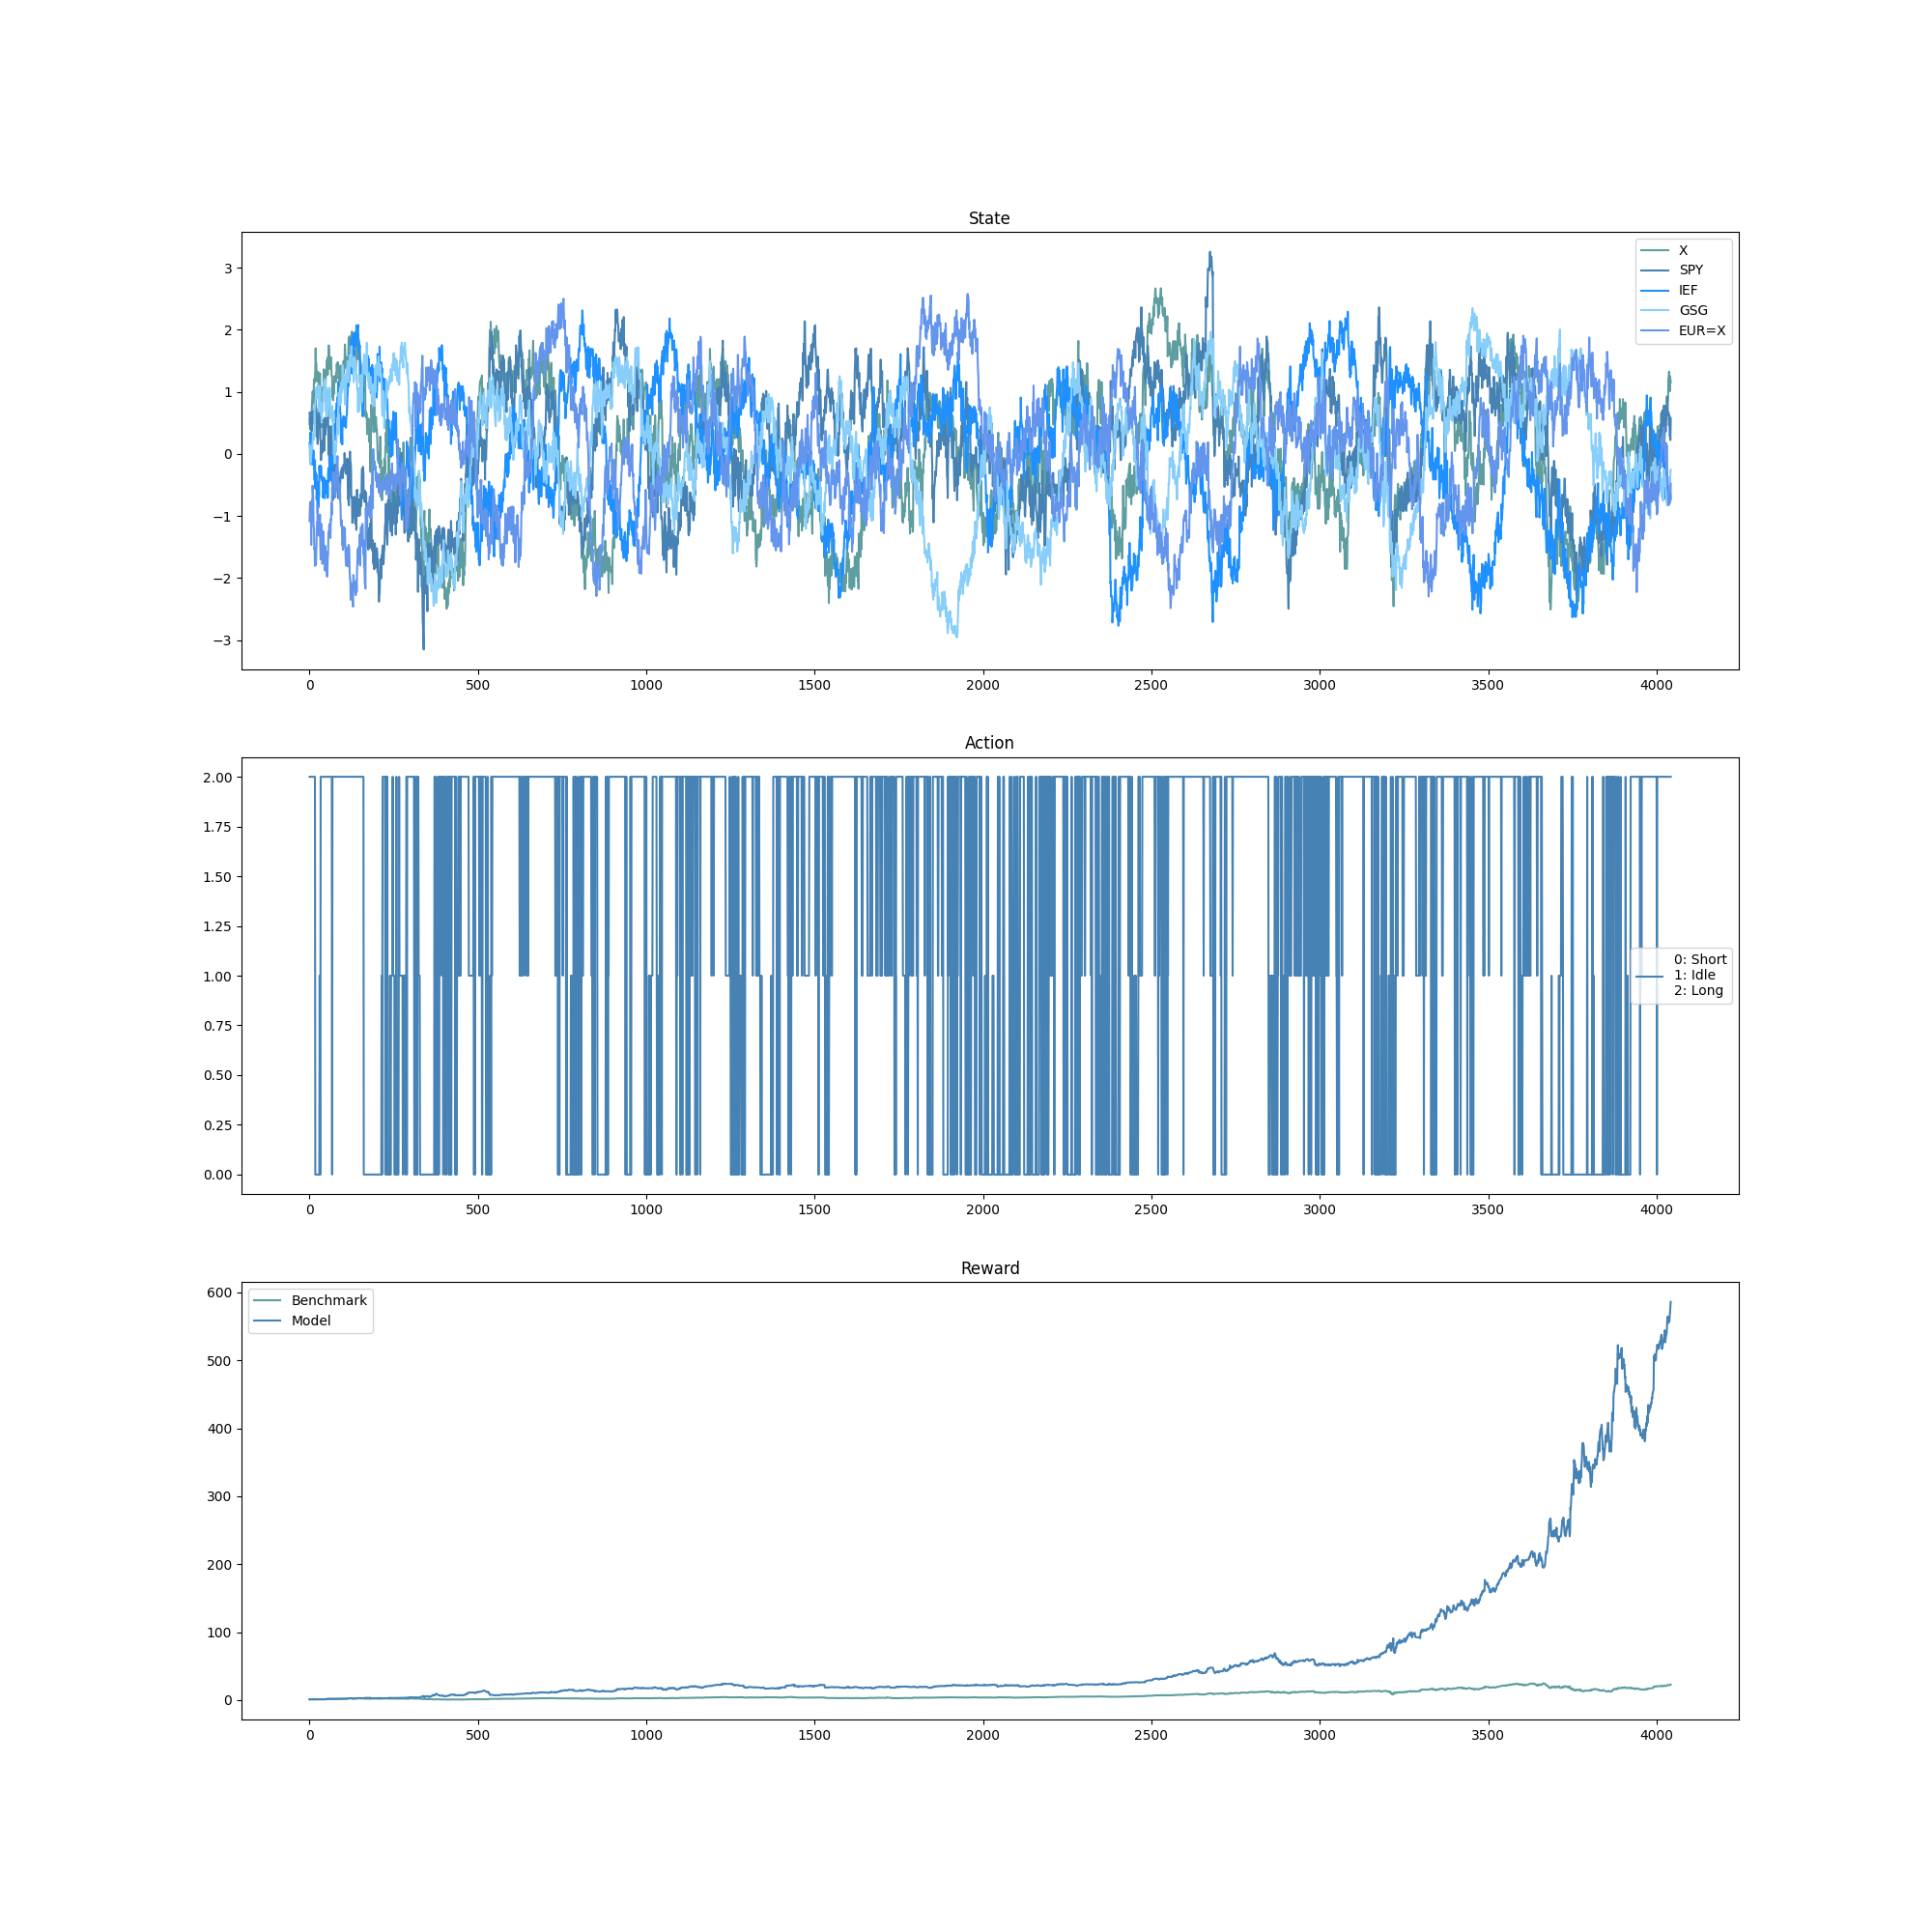 State
3
2
1
0
−1
−2
−3
X
SPY
IEF
GSG
EUR=X
0 500 1000 1500 2000 2500 3000 3500 4000
Action
2.00
1.75
1.50
1.25
1.00
0.75
0.50
0.25
0.00
0: Short
1: Idle
2: Long
0 500 1000 1500 2000 2500 3000 3500 4000
Reward
600
500
400
300
200
100
0
Benchmark
Model
0 500 1000 1500 2000 2500 3000 3500 4000